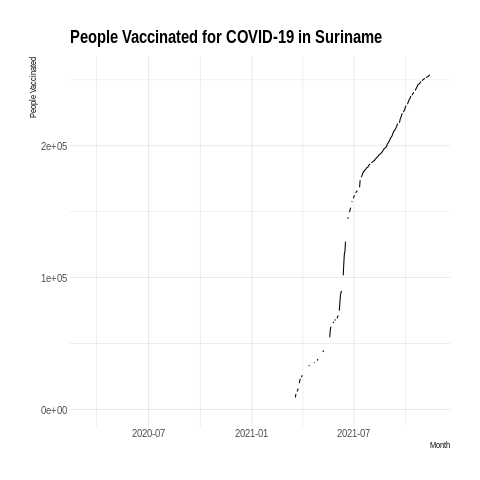 People Vaccinated for COVID-19 in Suriname
People Vaccinated
2e+05
1e+05
0e+00
2020-07
2021-01
2021-07
Month